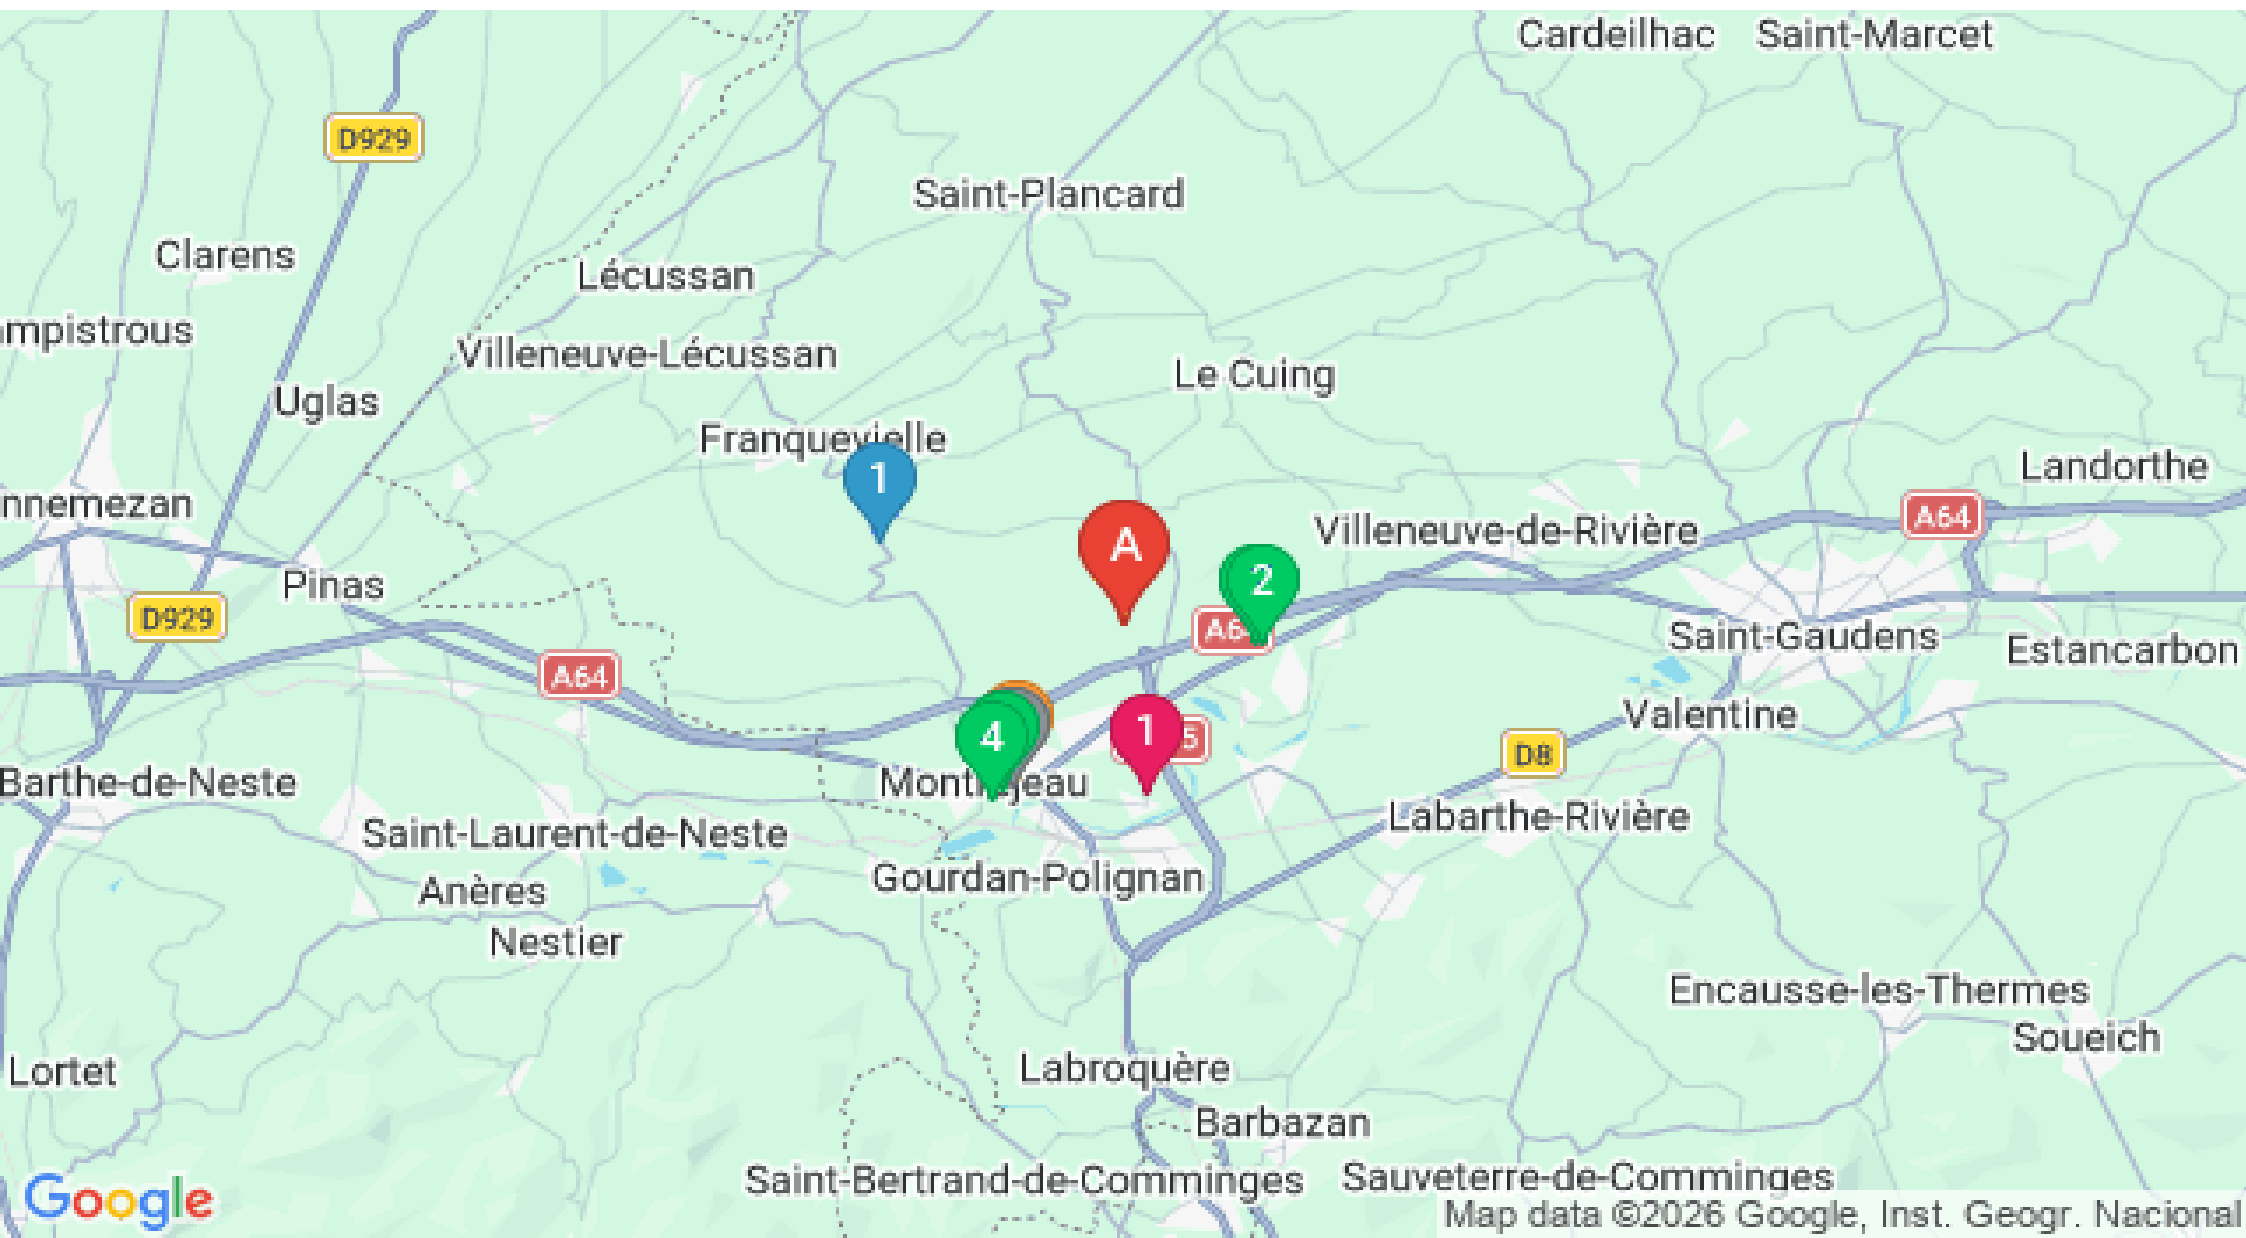 Cardeilhac
Saint-Marcet
D929
Saint-Plancard
Clarens
Lécussan
mpistrous
Villeneuve-Lécussan
Le Cuing
Uglas
Franquevielle
Landorthe
1
nnemezan
A64
Villeneuve-de-Rivière
A
2
Pinas
D929
A64
Saint-Gaudens
Estancarbon
A64
Valentine
4
1
5
D8
Barthe-de-Neste
Labarthe-Rivière
Saint-Laurent-de-Neste
Gourdan-Polignan
Anères
Nestier
Encausse-les-Thermes
Soueich
Labroquère
Lortet
Barbazan
Saint-Bertrand-de-Comminges
Sauveterre-de-Comminges
Google
Map data ©2026 Google, Inst. Geogr. Nacional